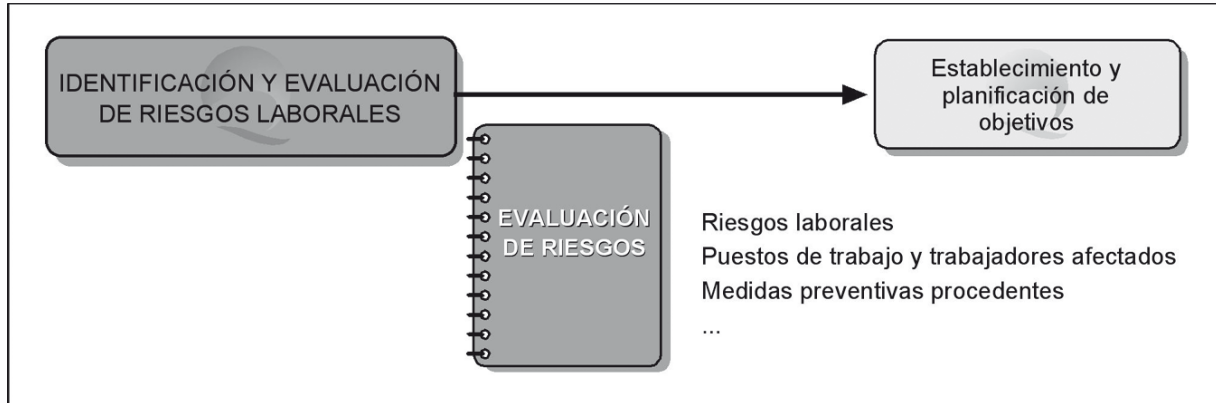 IDENTIFICACIÓN Y EVALUACIÓN
DE RIESGOS LABORALES
Establecimiento y
planificación de
objetivos
EVALUACIÓN
DE RIESGOS
Riesgos laborales
Puestos de trabajo y trabajadores afectados
Medidas preventivas procedentes
...